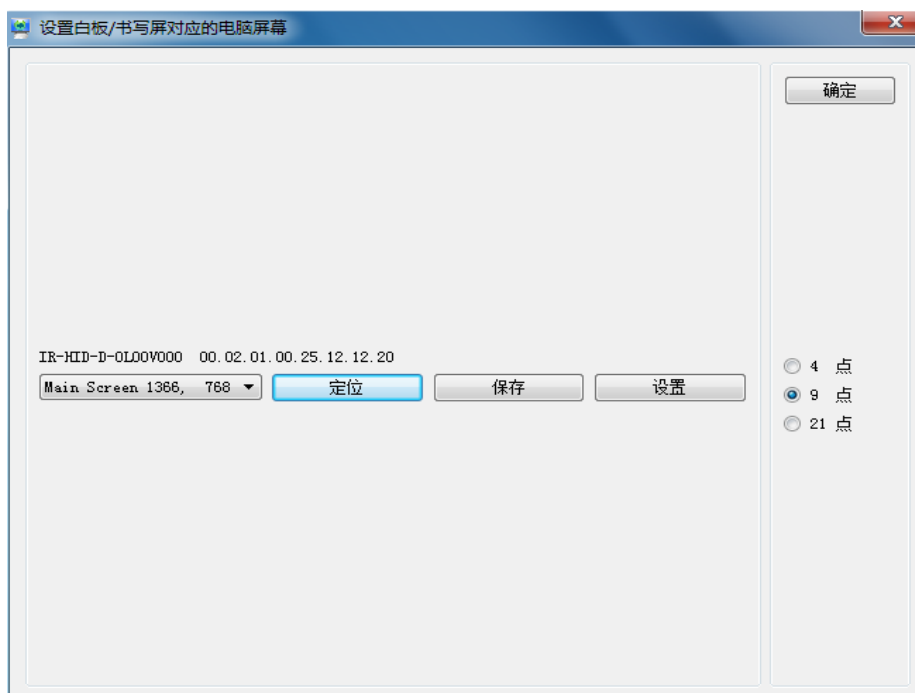 设置白板/书写屏对应的电脑屏幕
确定
IR-HID-D-0L00V000 00.02.01.00.25.12.12.20
Main Screen 1366, 768 定位 保存 设置
4 点
9 点
21 点